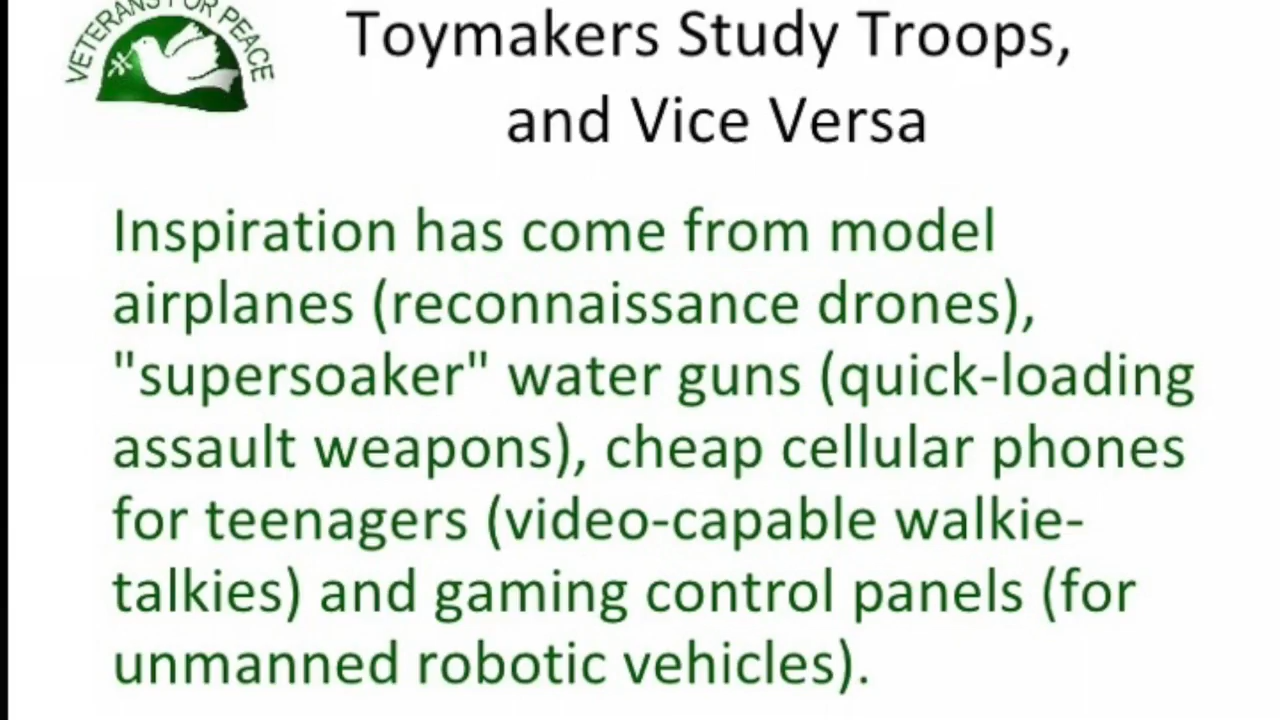 VETERANS FOR PEACE
Toymakers Study Troops,
and Vice Versa
Inspiration has come from model
airplanes (reconnaissance drones),
"supersoaker" water guns (quick-loading
assault weapons), cheap cellular phones
for teenagers (video-capable walkie-
talkies) and gaming control panels (for
unmanned robotic vehicles).